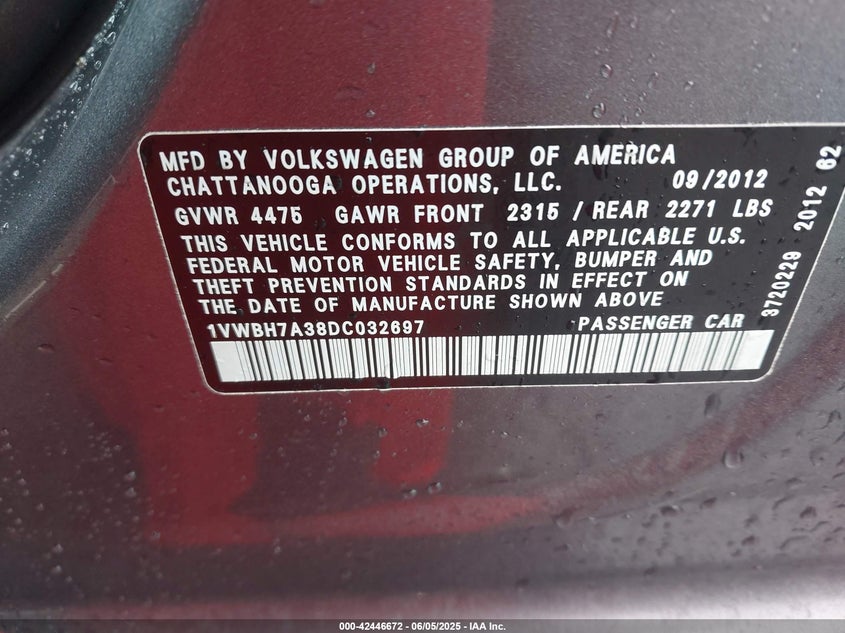 MFD BY VOLKSWAGEN GROUP OF AMERICA
CHATTANOOGA OPERATIONS, LLC. 09/2012
GVWR 4475 GAWR FRONT 2315 / REAR 2271 LBS
THIS VEHICLE CONFORMS TO ALL APPLICABLE U.S.
FEDERAL MOTOR VEHICLE SAFETY, BUMPER AND
THEFT PREVENTION STANDARDS IN EFFECT ON
THE DATE OF MANUFACTURE SHOWN ABOVE
1VWBH7A38DC032697 PASSENGER CAR
3720229 2012 62
000-42446672 | 06/05/2025 - IAA Inc.